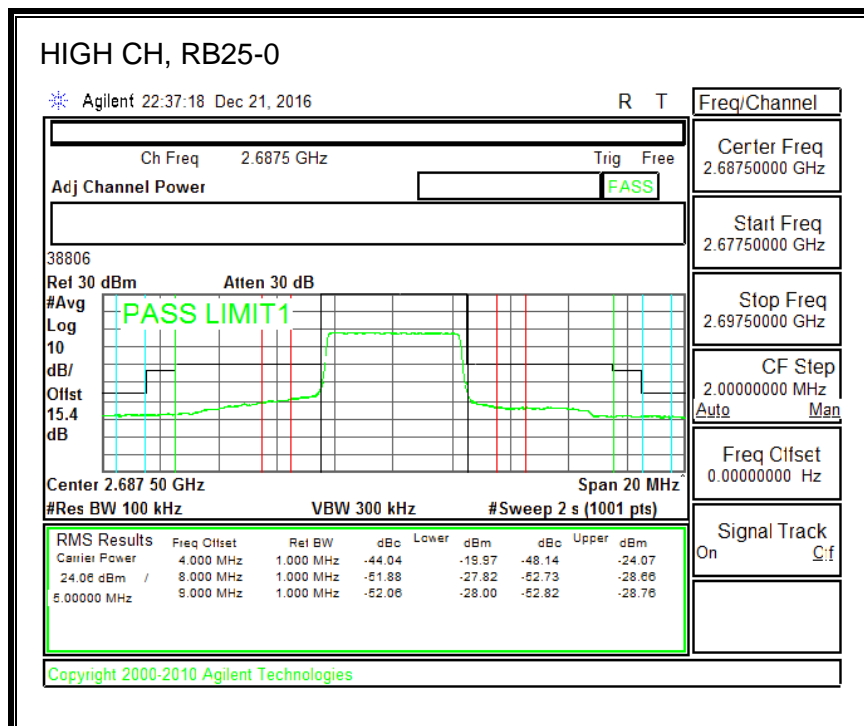 HIGH CH, RB25-0
Agilent 22:37:18 Dec 21, 2016 R T
Ch Freq 2.6875 GHz Trig Free
Adj Channel Power PASS
38806
Ref 30 dBm Atten 30 dB
#Avg
Log
10
dB/
Offst
15.4
dB
PASS LIMIT1
Center 2.687 50 GHz Span 20 MHz^
#Res BW 100 kHz VBW 300 kHz #Sweep 2 s (1001 pts)
RMS Results Freq Offset Ref BW dBc Lower dBm dBc Upper dBm
Carrier Power 4.000 MHz 1.000 MHz -44.04 -19.97 -48.14 -24.07
24.06 dBm / 8.000 MHz 1.000 MHz -51.88 -27.82 -52.73 -28.66
5.00000 MHz 9.000 MHz 1.000 MHz -52.06 -28.00 -52.82 -28.76
Copyright 2000-2010 Agilent Technologies
Freq/Channel
Center Freq
2.68750000 GHz
Start Freq
2.67750000 GHz
Stop Freq
2.69750000 GHz
CF Step
2.00000000 MHz
Auto Man
Freq Offset
0.00000000 Hz
Signal Track
On Off